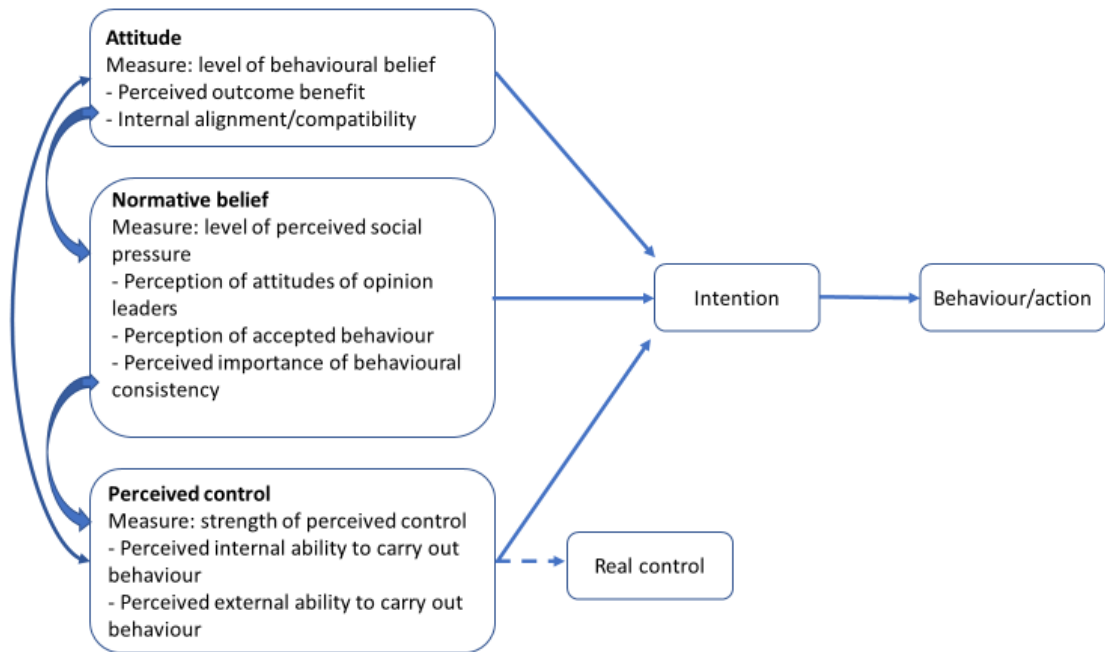 Attitude
Measure: level of behavioural belief
- Perceived outcome benefit
- Internal alignment/compatibility
Normative belief
Measure: level of perceived social
pressure
- Perception of attitudes of opinion
leaders
- Perception of accepted behaviour
- Perceived importance of behavioural
consistency
Intention
Behaviour/action
Perceived control
Measure: strength of perceived control
- Perceived internal ability to carry out
behaviour
- Perceived external ability to carry out
behaviour
Real control